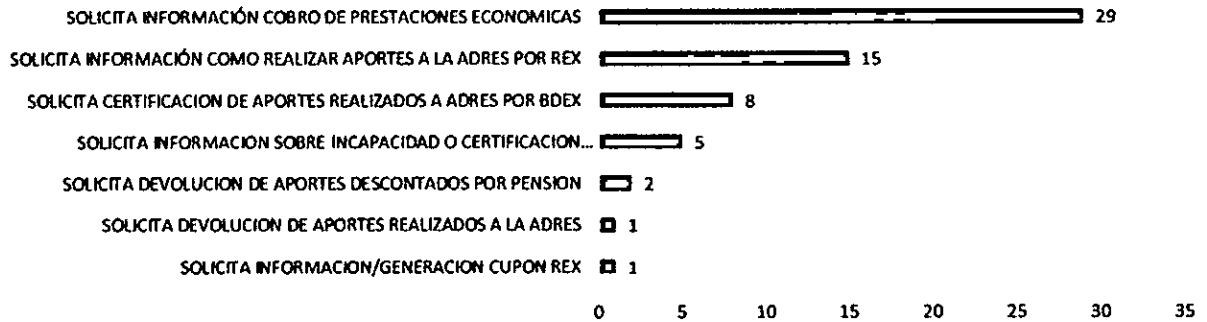 SOLICITA INFORMACIÓN COBRO DE PRESTACIONES ECONOMICAS 29
SOLICITA INFORMACIÓN COMO REALIZAR APORTES A LA ADRES POR REX 15
SOLICITA CERTIFICACION DE APORTES REALIZADOS A ADRES POR BDEX 8
SOLICITA INFORMACION SOBRE INCAPACIDAD O CERTIFICACION... 5
SOLICITA DEVOLUCION DE APORTES DESCONTADOS POR PENSION 2
SOLICITA DEVOLUCION DE APORTES REALIZADOS A LA ADRES 1
SOLICITA INFORMACION/GENERACION CUPON REX 1
0 5 10 15 20 25 30 35